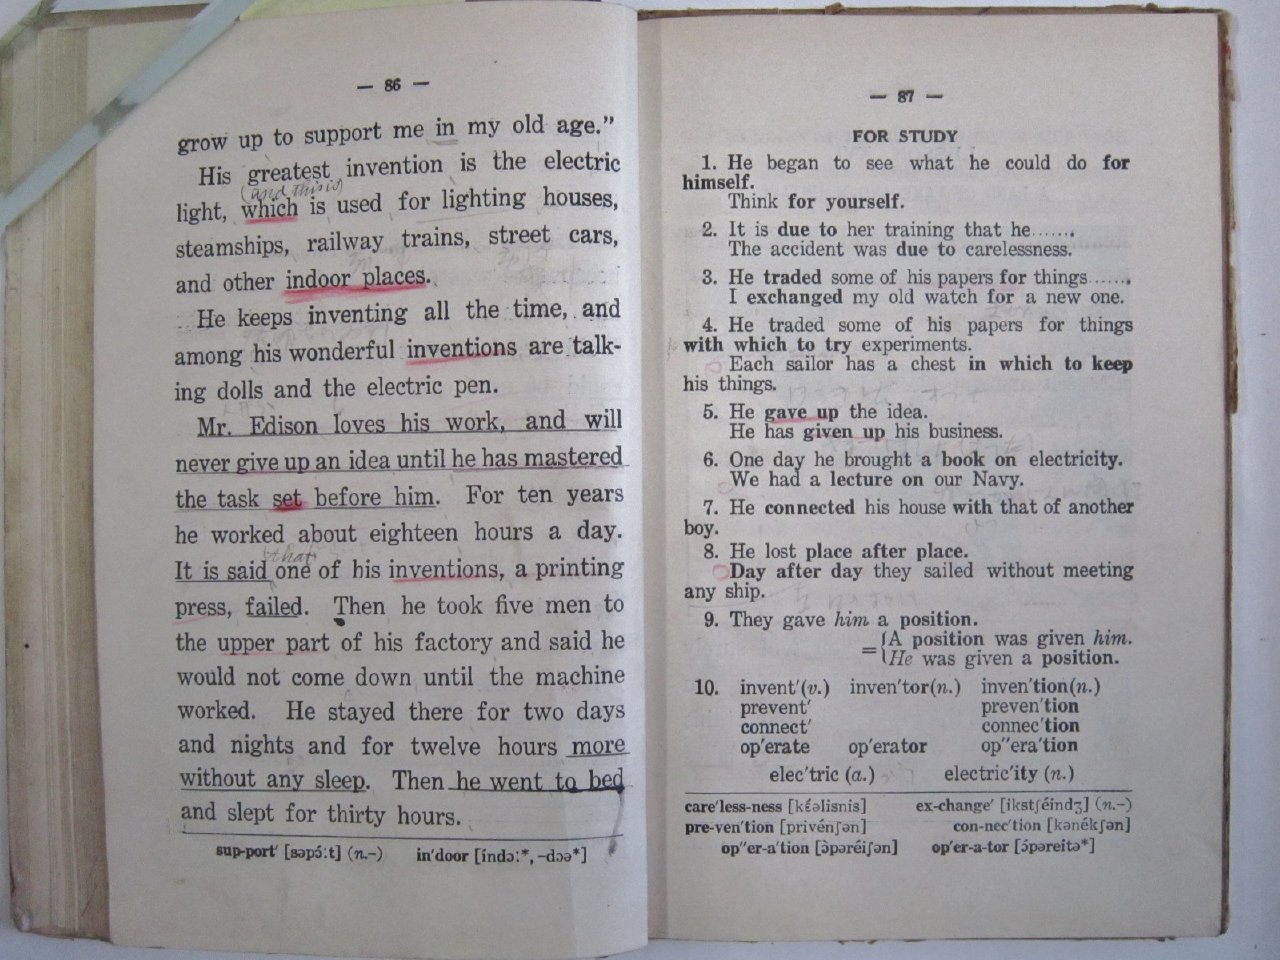 — 86 —
grow up to support me in my old age.”
His greatest invention is the electric
(and this is)
light, which is used for lighting houses,
steamships, railway trains, street cars,
and other indoor places.
He keeps inventing all the time, and
among his wonderful inventions are talk-
ing dolls and the electric pen.
Mr. Edison loves his work, and will
never give up an idea until he has mastered
the task set before him. For ten years
he worked about eighteen hours a day.
that
It is said one of his inventions, a printing
press, failed. Then he took five men to
the upper part of his factory and said he
would not come down until the machine
worked. He stayed there for two days
and nights and for twelve hours more
without any sleep. Then he went to bed
and slept for thirty hours.
sup-port′ [səpɔ́ːt] (n.–) in′door [índɔː*, –dɔə*]
— 87 —
FOR STUDY
1. He began to see what he could do for
himself.
Think for yourself.
2. It is due to her training that he.......
The accident was due to carelessness.
3. He traded some of his papers for things.......
I exchanged my old watch for a new one.
4. He traded some of his papers for things
with which to try experiments.
Each sailor has a chest in which to keep
his things.
5. He gave up the idea.
He has given up his business.
6. One day he brought a book on electricity.
We had a lecture on our Navy.
7. He connected his house with that of another
boy.
8. He lost place after place.
Day after day they sailed without meeting
any ship.
9. They gave him a position.
={A position was given him.
He was given a position.
10. invent′(v.) inven′tor(n.) inven′tion(n.)
prevent′ preven′tion
connect′ connec′tion
op′erate op′erator op″era′tion
elec′tric (a.) electric′ity (n.)
care′less-ness [kɛ́əlisnis] ex-change′ [ikstʃéindʒ] (n.–)
pre-ven′tion [privénʃən] con-nec′tion [kənékʃən]
op″er-a′tion [ɔ̀pəréiʃən] op′er-a-tor [ɔ́pəreitə*]